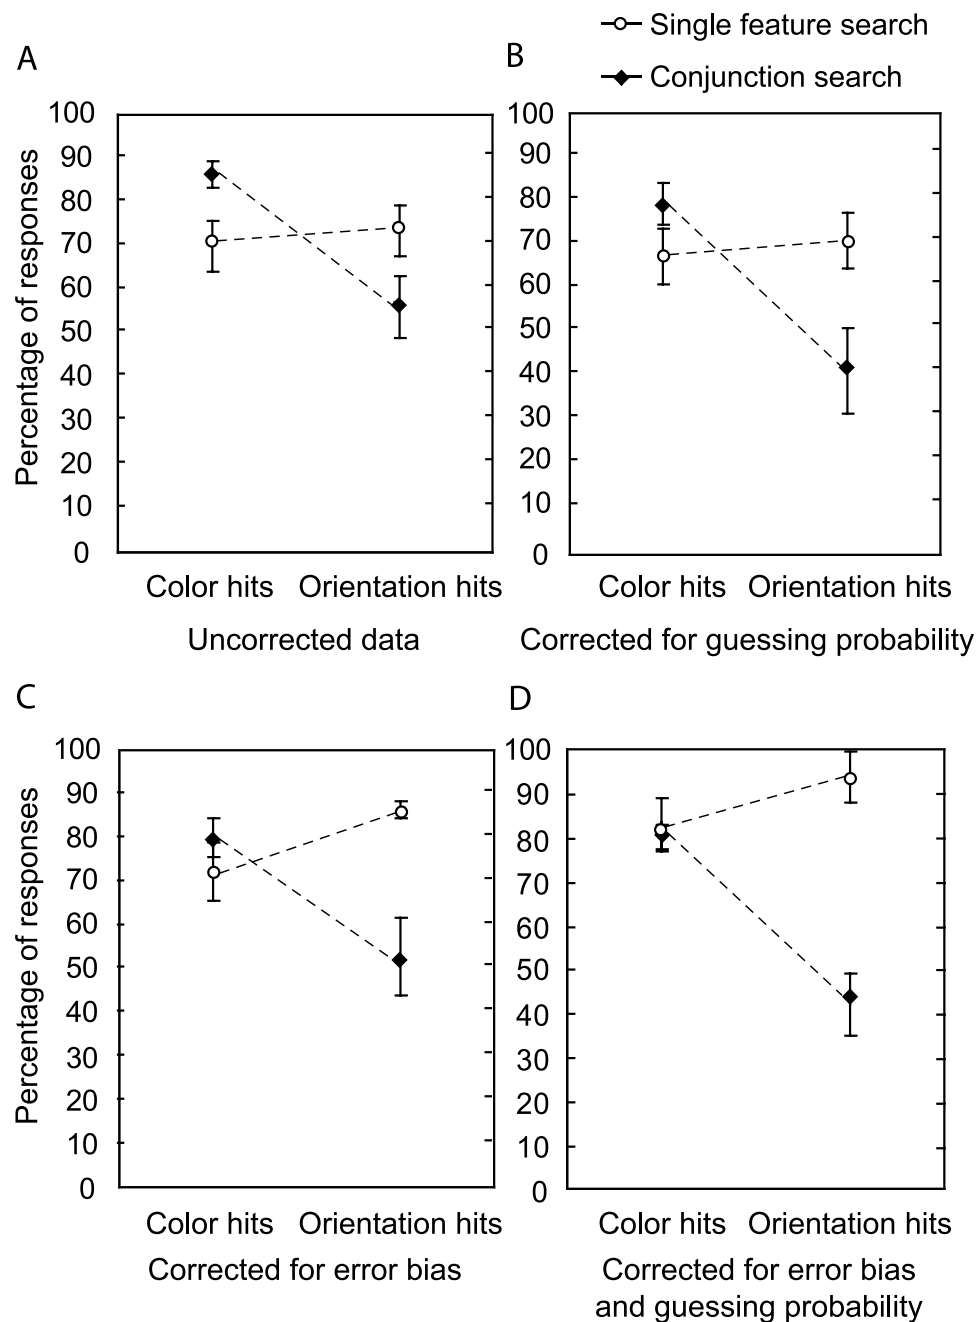 Single feature search
Conjunction search
A
B
Percentage of responses
100
90
80
70
60
50
40
30
20
10
0
Color hits Orientation hits
Uncorrected data
100
90
80
70
60
50
40
30
20
10
0
Color hits Orientation hits
Corrected for guessing probability
C
D
Percentage of responses
100
90
80
70
60
50
40
30
20
10
0
Color hits Orientation hits
Corrected for error bias
100
90
80
70
60
50
40
30
20
10
0
Color hits Orientation hits
Corrected for error bias
and guessing probability